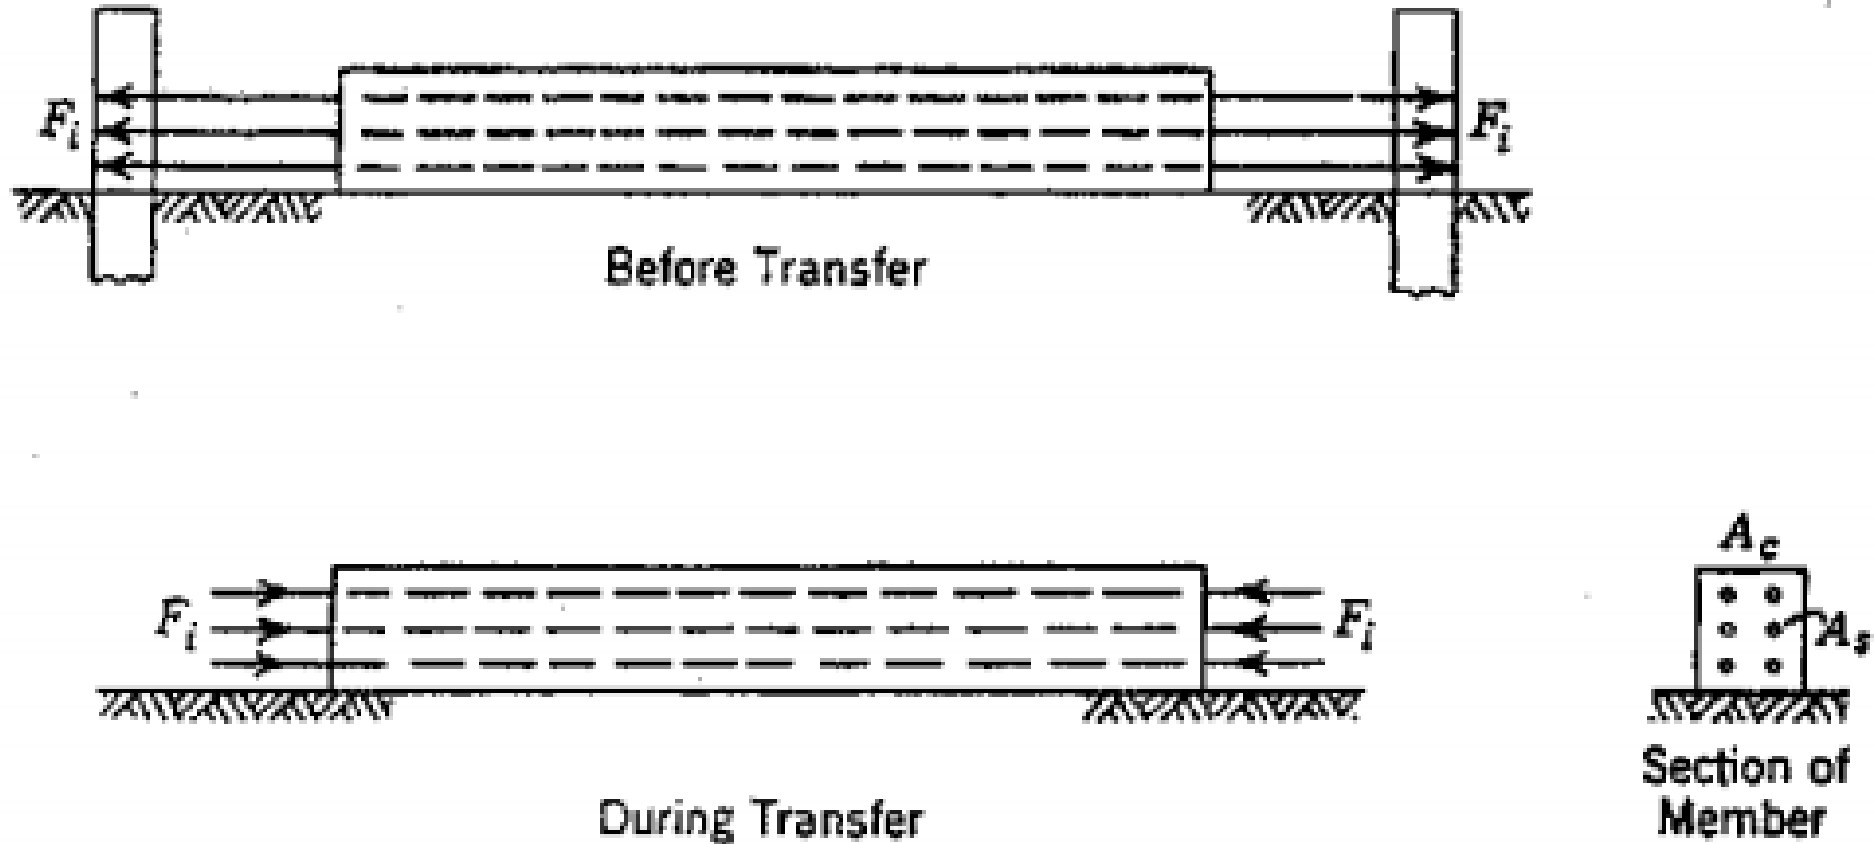 F_i
F_i
Before Transfer
F_i
F_i
A_c
A_s
During Transfer
Section of
Member